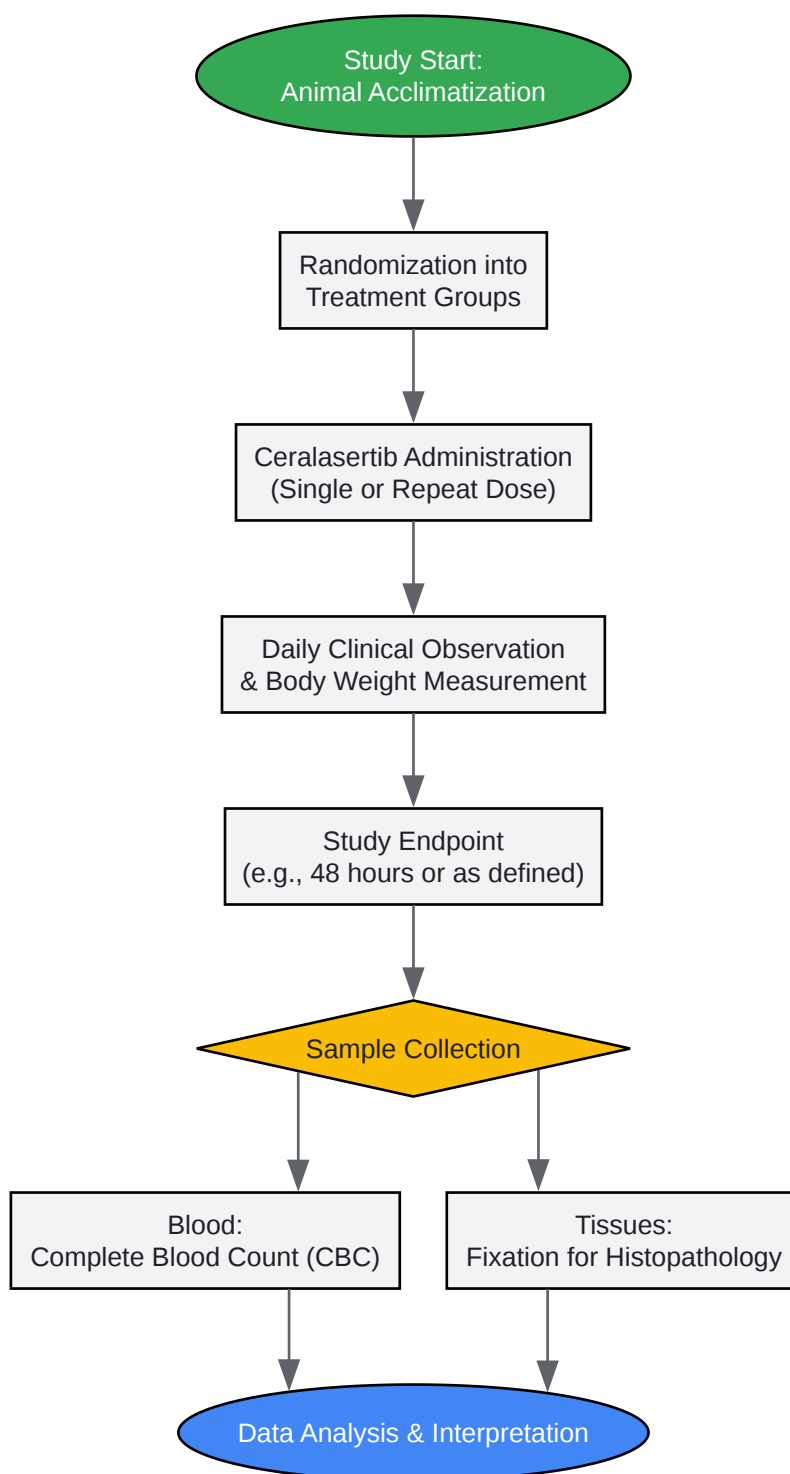 Study Start:
Animal Acclimatization
Randomization into
Treatment Groups
Ceralasertib Administration
(Single or Repeat Dose)
Daily Clinical Observation
& Body Weight Measurement
Study Endpoint
(e.g., 48 hours or as defined)
Sample Collection
Blood:
Complete Blood Count (CBC)
Tissues:
Fixation for Histopathology
Data Analysis & Interpretation